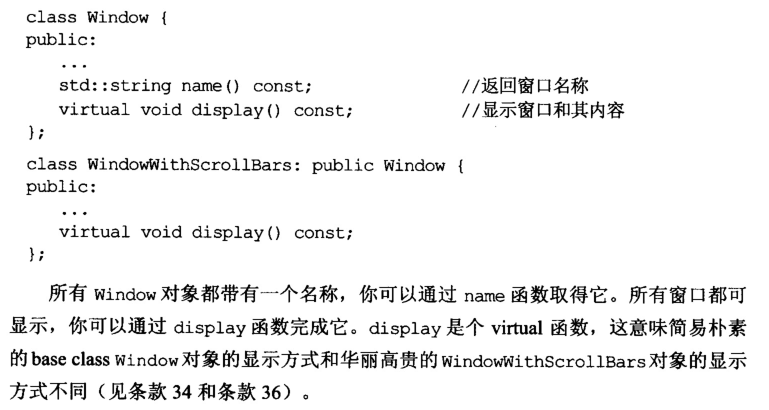 class Window {
public:
...
std::string name() const; //返回窗口名称
virtual void display() const; //显示窗口和其内容
};
class WindowWithScrollBars: public Window {
public:
...
virtual void display() const;
};
所有 Window 对象都带有一个名称，你可以通过 name 函数取得它。所有窗口都可
显示，你可以通过 display 函数完成它。display 是个 virtual 函数，这意味简易朴素
的 base class Window 对象的显示方式和华丽高贵的 WindowWithScrollBars 对象的显示
方式不同（见条款 34 和条款 36）。